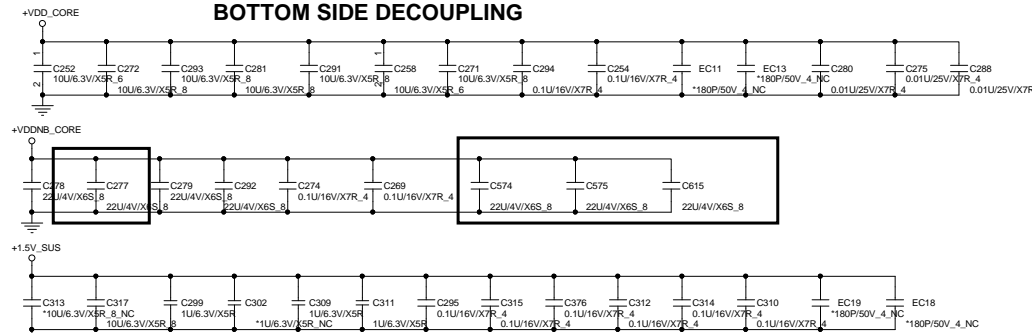 BOTTOM SIDE DECOUPLING
+VDD_CORE
1
1
C252
C272
C293
C281
C291
C258
C271
C294
C254
EC11
EC13
C280
C275
C288
10U/6.3V/X5R_6
10U/6.3V/X5R_8
10U/6.3V/X5R_8
10U/6.3V/X5R_8
10U/6.3V/X5R_8
10U/6.3V/X5R_8
10U/6.3V/X5R_6
0.1U/16V/X7R_4
0.1U/16V/X7R_4
*180P/50V_4_NC
*180P/50V_4_NC
0.01U/25V/X7R_4
0.01U/25V/X7R_4
0.01U/25V/X7R
2
2
+VDDNB_CORE
C278
C277
C279
C292
C274
C269
C574
C575
C615
22U/4V/X6S_8
22U/4V/X6S_8
22U/4V/X6S_8
22U/4V/X6S_8
0.1U/16V/X7R_4
0.1U/16V/X7R_4
22U/4V/X6S_8
22U/4V/X6S_8
22U/4V/X6S_8
+1.5V_SUS
C313
C317
C299
C302
C309
C311
C295
C315
C376
C312
C314
C310
EC19
EC18
*10U/6.3V/X5R_8_NC
10U/6.3V/X5R_8
1U/6.3V/X5R
1U/6.3V/X5R
*1U/6.3V/X5R_NC
1U/6.3V/X5R
0.1U/16V/X7R_4
0.1U/16V/X7R_4
0.1U/16V/X7R_4
0.1U/16V/X7R_4
0.1U/16V/X7R_4
0.1U/16V/X7R_4
*180P/50V_4_NC
*180P/50V_4_NC